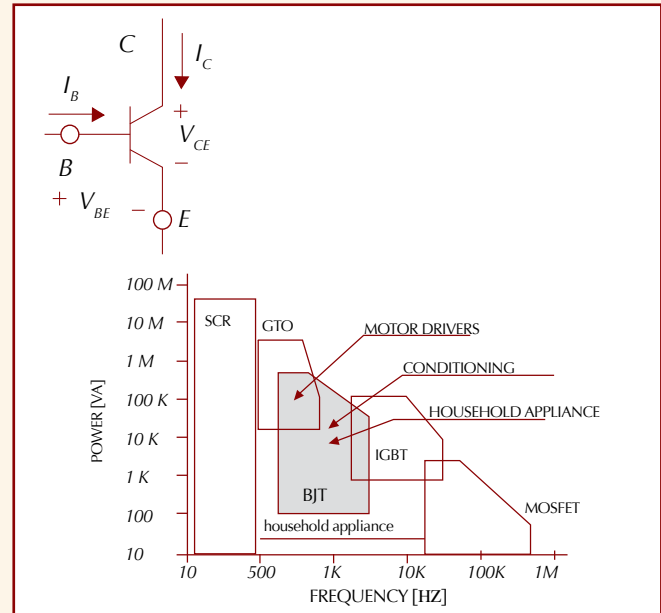 C
I_C
I_B
+
V_CE
B
−
+ V_BE
− E
100 M
SCR
GTO
MOTOR DRIVERS
10 M
1 M
CONDITIONING
100 K
HOUSEHOLD APPLIANCE
10 K
IGBT
1 K
BJT
MOSFET
100
household appliance
10
POWER [VA]
10 500 1K 10K 100K 1M
FREQUENCY [HZ]